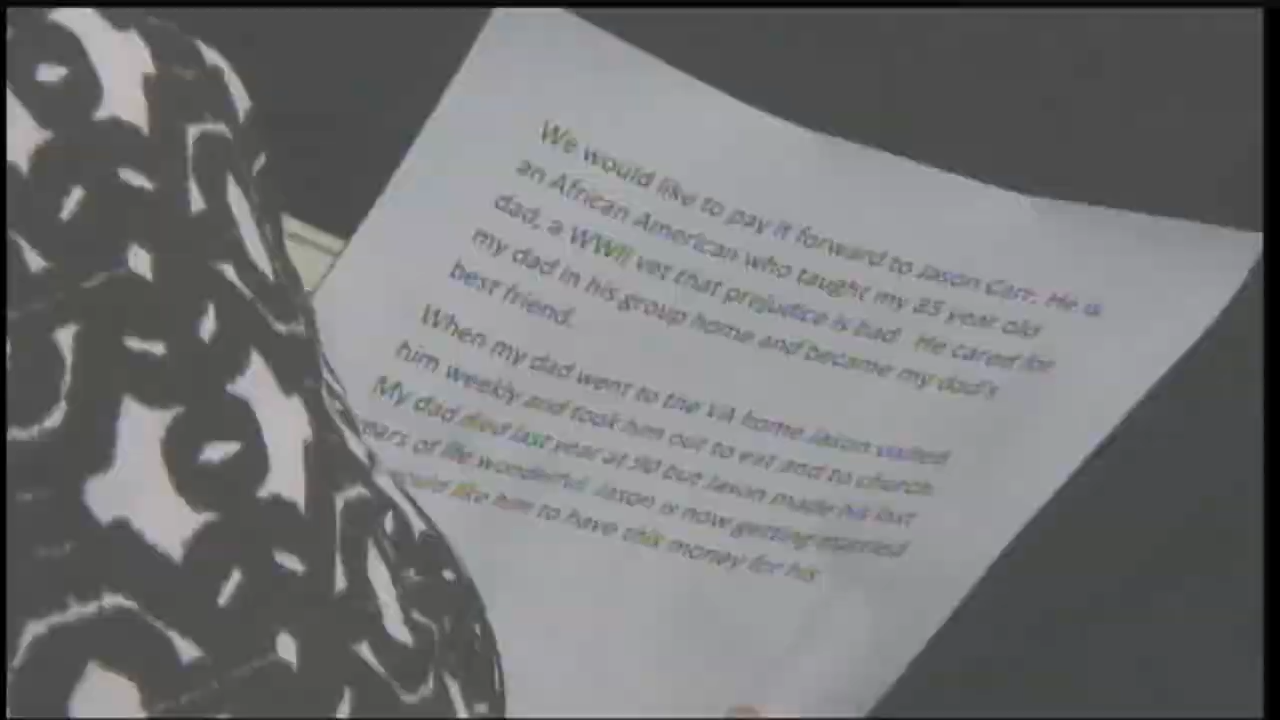 We would like to pay it forward to Jason Carr. He is
an African American who taught my 85 year old
dad, a WWII vet that prejudice is bad. He cared for
my dad in his group home and became my dad's
best friend.
When my dad went to the VA home Jason visited
him weekly and took him out to eat and to church.
My dad died last year at 90 but Jason made his last
years of life wonderful. Jason is now getting married
would like him to have this money for his